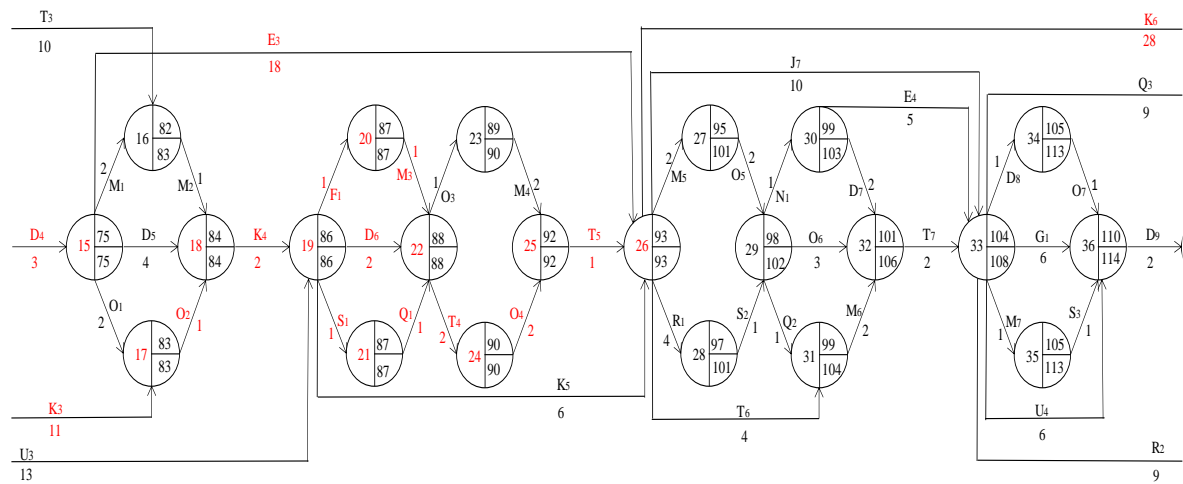 T3
10
E3
18
K6
28
J7
10
Q3
9
E4
5
16 82
83
20 87
87
23 89
90
27 95
101
30 99
103
34 105
113
2
M1
M2
1
1
F1
1
M3
1
O3
M4
2
2
M5
2
O5
1
N1
D7
2
1
D8
O7
1
D4
3
15 75
75
D5
4
18 84
84
K4
2
19 86
86
D6
2
22 88
88
25 92
92
T5
1
26 93
93
29 98
102
O6
3
32 101
106
T7
2
33 104
108
G1
6
36 110
114
D9
2
O1
2
O2
1
S1
1
Q1
1
T4
2
O4
2
R1
4
S2
1
Q2
1
M6
2
M7
1
S3
1
17 83
83
21 87
87
24 90
90
28 97
101
31 99
104
35 105
113
K3
11
K5
6
T6
4
U4
6
U3
13
R2
9